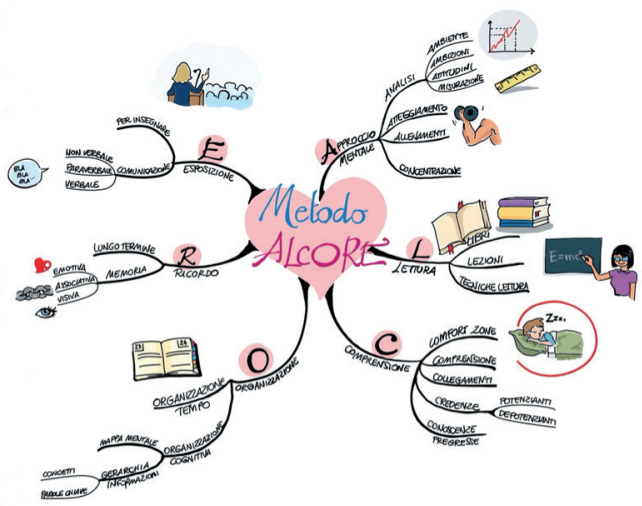 Metodo
ALCORE
A
APPROCCIO
MENTALE
ANALISI
AMBIENTE
AMBIZIONI
ATTITUDINI
MISURAZIONE
ATTEGGIAMENTO
ALLENAMENTI
CONCENTRAZIONE
L
LETTURA
LIBRI
LEZIONI
TECNICHE LETTURA
E=mc²
C
COMPRENSIONE
COMFORT ZONE
ZZZ..
COMPRENSIONE
COLLEGAMENTI
CREDENZE
POTENZIANTI
DEPOTENZIANTI
CONOSCENZE
PREGRESSE
O
ORGANIZZAZIONE
23
24
ORGANIZZAZIONE
TEMPO
ORGANIZZAZIONE
COGNITIVA
MAPPA MENTALE
GERARCHIA
INFORMAZIONI
CONCETTI
PAROLE CHIAVE
R
RICORDO
LUNGO TERMINE
MEMORIA
EMOTIVA
ASSOCIATIVA
VISIVA
E
ESPOSIZIONE
PER INSEGNARE
COMUNICAZIONE
NON VERBALE
PARAVERBALE
VERBALE
BLA
BLA
BLA..